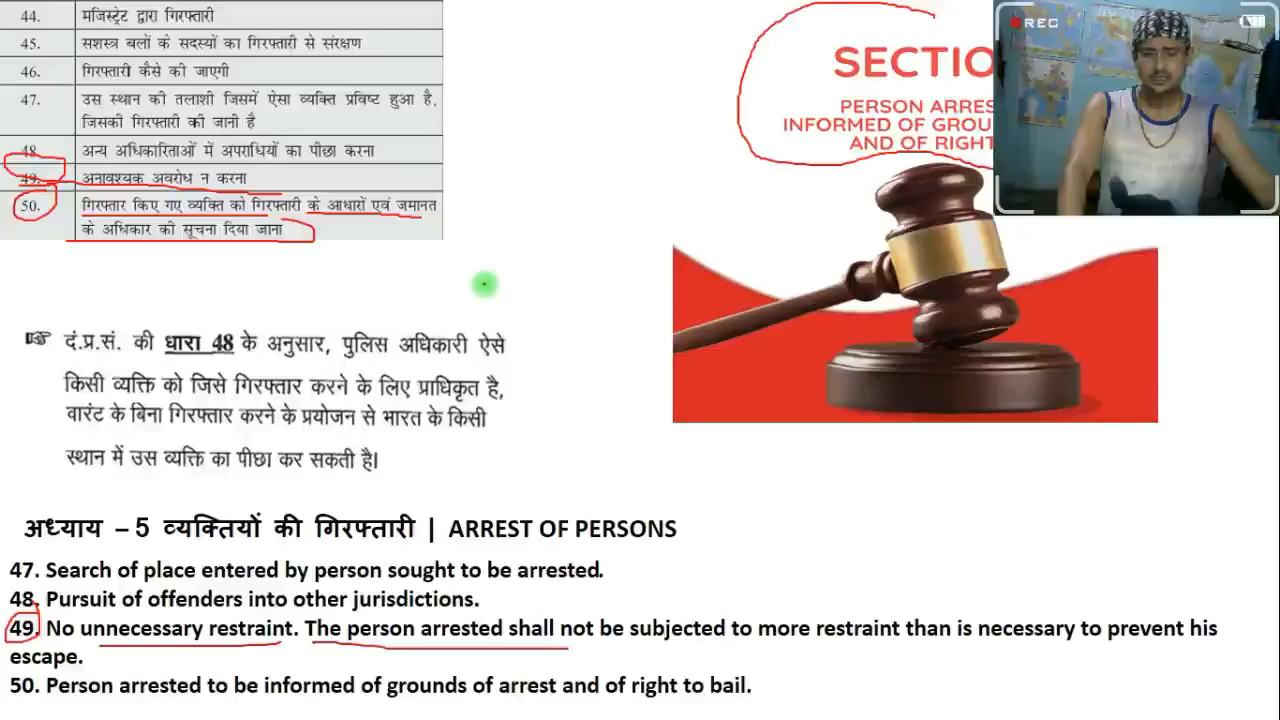 44. मजिस्ट्रेट द्वारा गिरफ्तारी
45. सशस्त्र बलों के सदस्यों का गिरफ्तारी से संरक्षण
46. गिरफ्तारी कैसे की जाएगी
47. उस स्थान की तलाशी जिसमें ऐसा व्यक्ति प्रविष्ट हुआ है,
जिसकी गिरफ्तारी की जानी है
48. अन्य अधिकारिताओं में अपराधियों का पीछा करना
49. अनावश्यक अवरोध न करना
50. गिरफ्तार किए गए व्यक्ति को गिरफ्तारी के आधारों एवं जमानत
के अधिकार की सूचना दिया जाना
SECTIO
PERSON ARRES
INFORMED OF GROU
AND OF RIGHT
REC
दं.प्र.सं. की धारा 48 के अनुसार, पुलिस अधिकारी ऐसे
किसी व्यक्ति को जिसे गिरफ्तार करने के लिए प्राधिकृत है,
वारंट के बिना गिरफ्तार करने के प्रयोजन से भारत के किसी
स्थान में उस व्यक्ति का पीछा कर सकती है।
अध्याय – 5 व्यक्तियों की गिरफ्तारी | ARREST OF PERSONS
47. Search of place entered by person sought to be arrested.
48. Pursuit of offenders into other jurisdictions.
49. No unnecessary restraint. The person arrested shall not be subjected to more restraint than is necessary to prevent his
escape.
50. Person arrested to be informed of grounds of arrest and of right to bail.